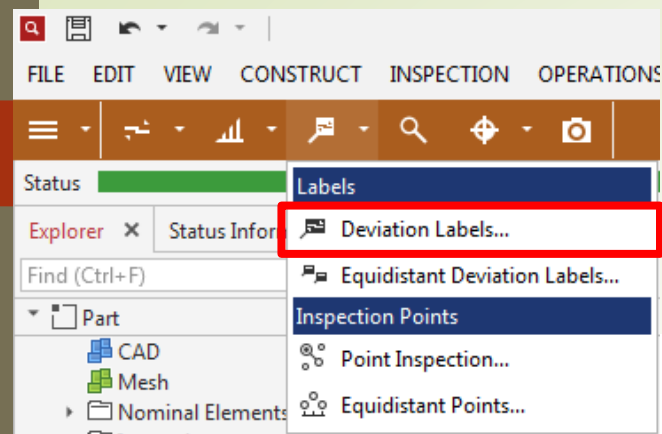 FILE EDIT VIEW CONSTRUCT INSPECTION OPERATIONS
Status
Labels
Explorer Status Infor
Deviation Labels...
Find (Ctrl+F)
Equidistant Deviation Labels...
Part
Inspection Points
CAD
Point Inspection...
Mesh
Nominal Elements
Equidistant Points...